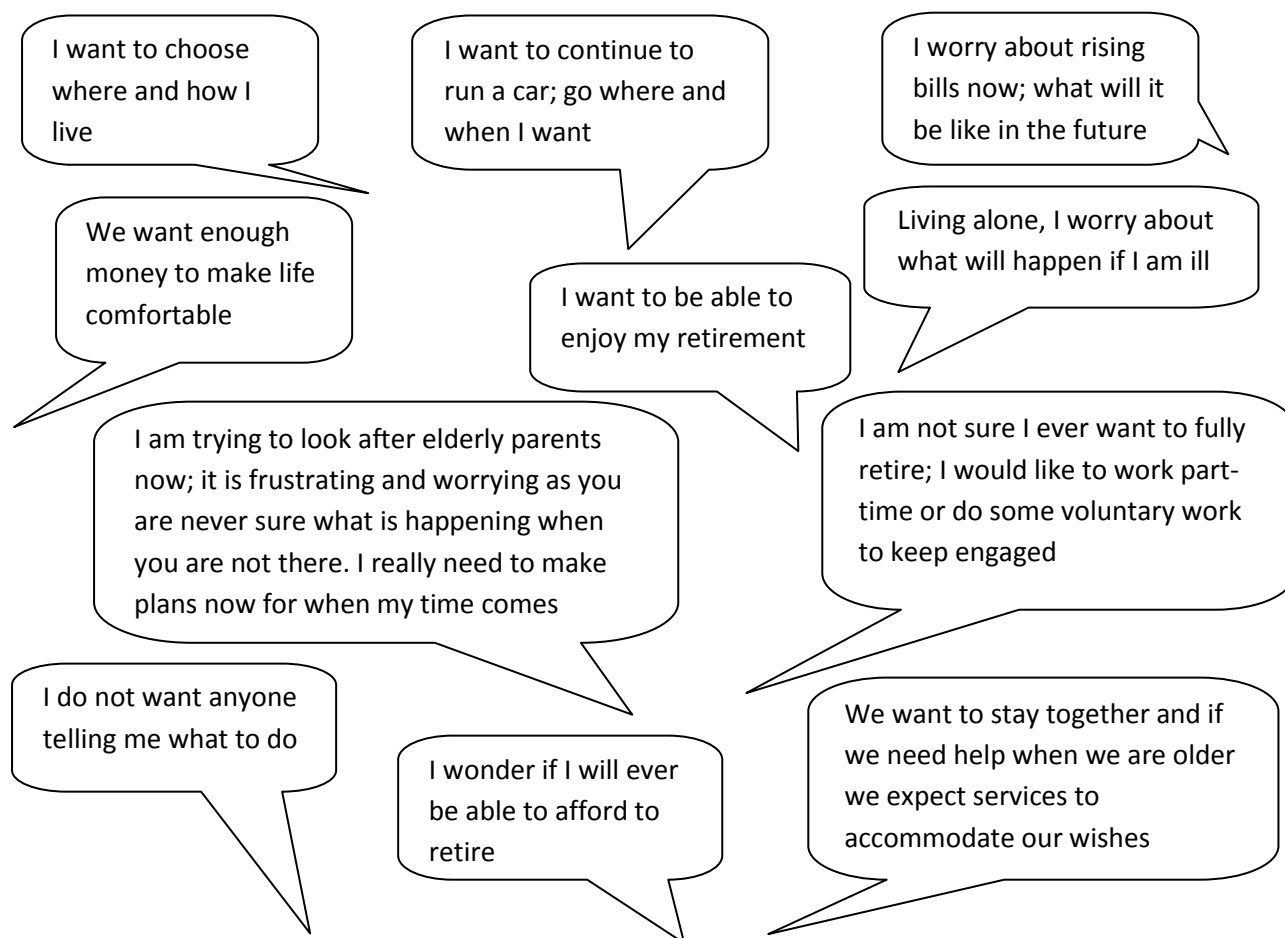 I want to choose
where and how I
live
I want to continue to
run a car; go where and
when I want
I worry about rising
bills now; what will it
be like in the future
We want enough
money to make life
comfortable
Living alone, I worry about
what will happen if I am ill
I want to be able to
enjoy my retirement
I am trying to look after elderly parents
now; it is frustrating and worrying as you
are never sure what is happening when
you are not there. I really need to make
plans now for when my time comes
I am not sure I ever want to fully
retire; I would like to work part-
time or do some voluntary work
to keep engaged
I do not want anyone
telling me what to do
I wonder if I will ever
be able to afford to
retire
We want to stay together and if
we need help when we are older
we expect services to
accommodate our wishes